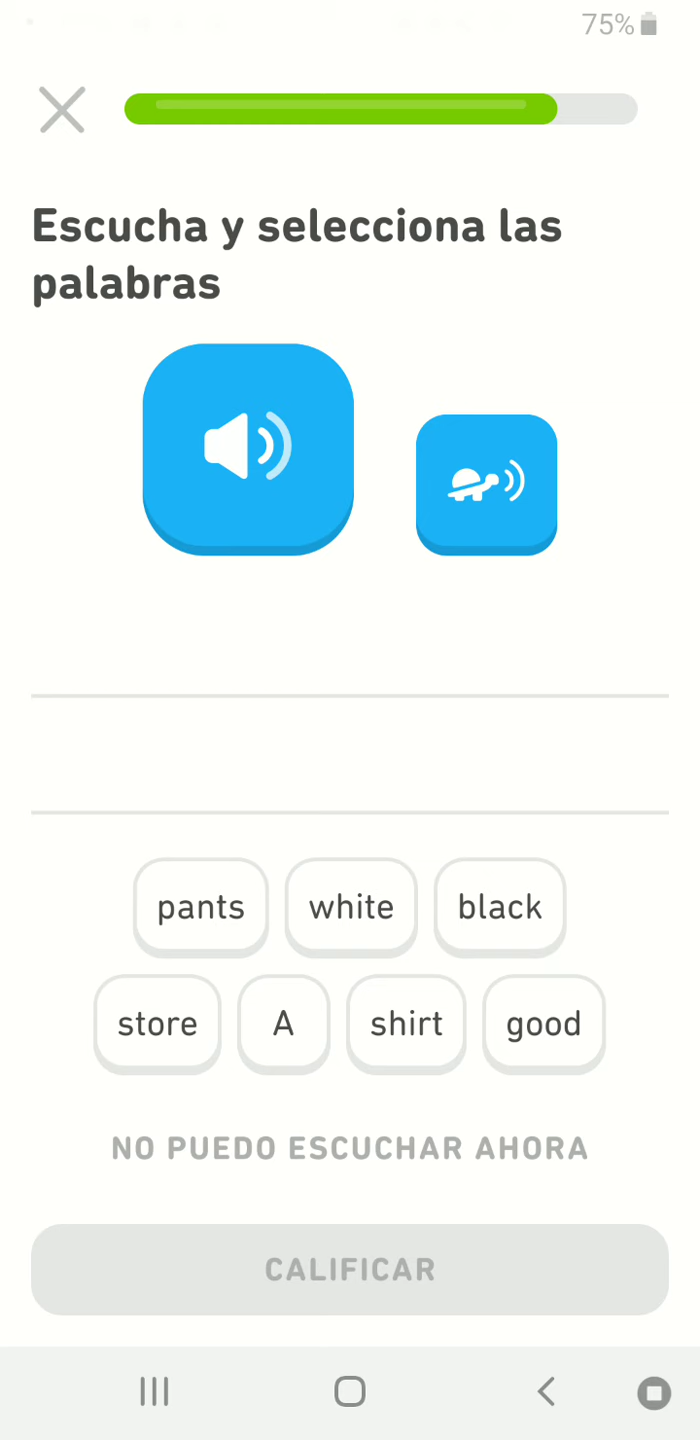 75%
Escucha y selecciona las
palabras
pants white black
store A shirt good
NO PUEDO ESCUCHAR AHORA
CALIFICAR